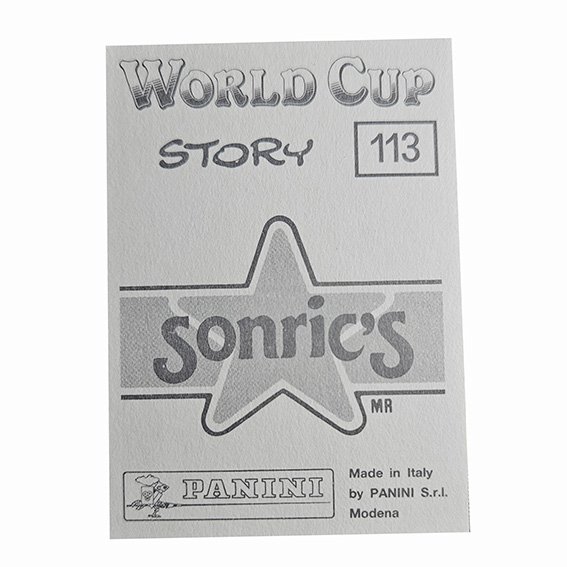 WORLD CUP
STORY
113
Sonric's
MR
PANINI
Made in Italy
by PANINI S.r.l.
Modena